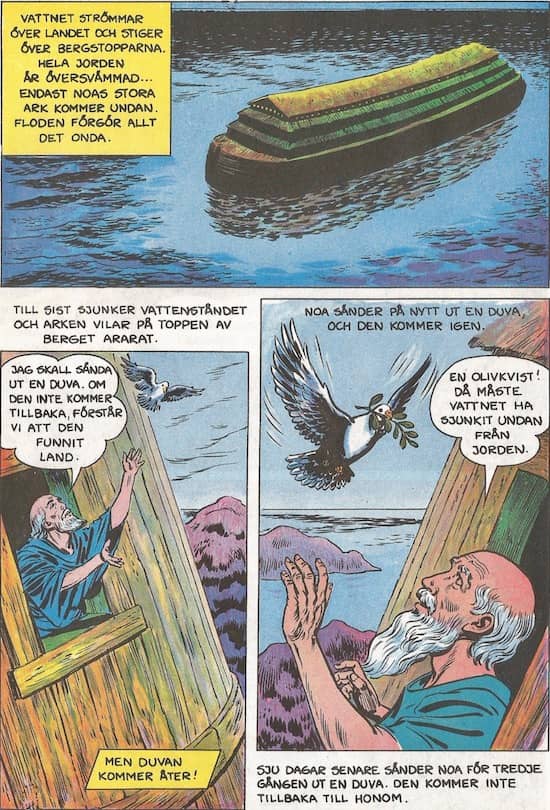 VATTNET STRÖMMAR
ÖVER LANDET OCH STIGER
ÖVER BERGSTOPPARNA.
HELA JORDEN
ÄR ÖVERSVÄMMAD...
ENDAST NOAS STORA
ARK KOMMER UNDAN.
FLODEN FÖRGÖR ALLT
DET ONDA.
TILL SIST SJUNKER VATTENSTÅNDET
OCH ARKEN VILAR PÅ TOPPEN AV
BERGET ARARAT.
JAG SKALL SÄNDA
UT EN DUVA. OM
DEN INTE KOMMER
TILLBAKA, FÖRSTÅR
VI ATT DEN
FUNNIT
LAND.
MEN DUVAN
KOMMER ÅTER!
NOA SÄNDER PÅ NYTT UT EN DUVA,
OCH DEN KOMMER IGEN.
EN OLIVKVIST!
DÅ MÅSTE
VATTNET HA
SJUNKIT UNDAN
FRÅN
JORDEN.
SJU DAGAR SENARE SÄNDER NOA FÖR TREDJE
GÅNGEN UT EN DUVA. DEN KOMMER INTE
TILLBAKA TILL HONOM.